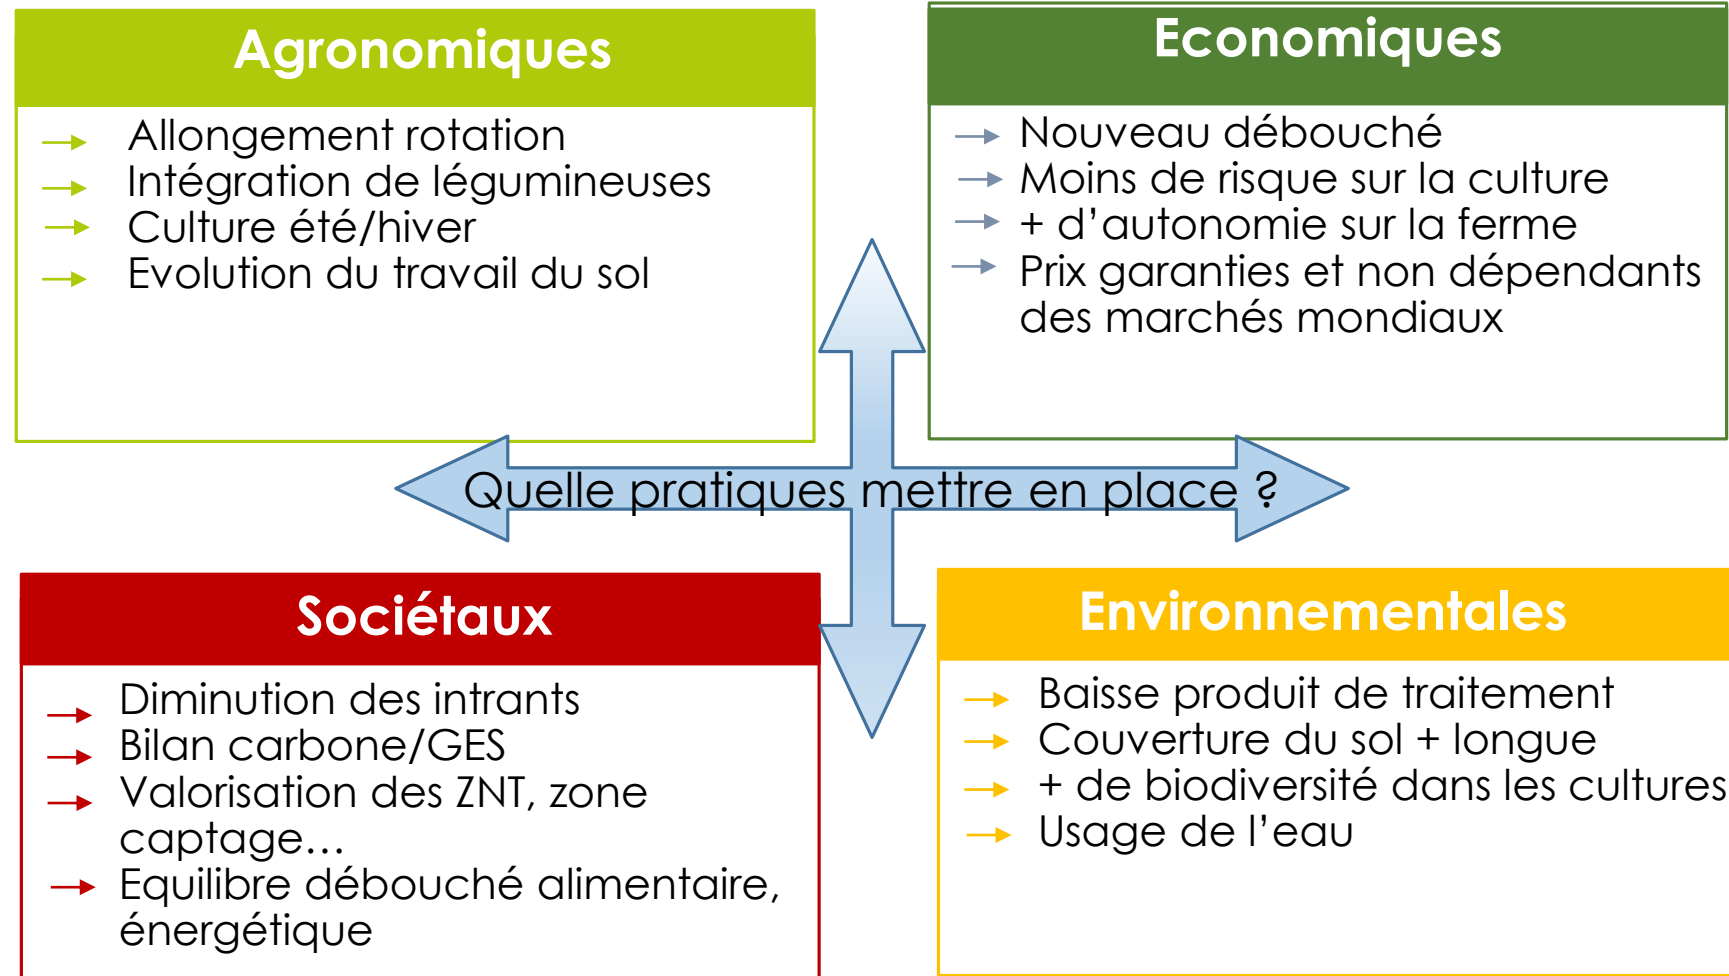 Agronomiques
Allongement rotation
Intégration de légumineuses
Culture été/hiver
Evolution du travail du sol
Economiques
Nouveau débouché
Moins de risque sur la culture
+ d’autonomie sur la ferme
Prix garanties et non dépendants
des marchés mondiaux
Quelle pratiques mettre en place ?
Sociétaux
Diminution des intrants
Bilan carbone/GES
Valorisation des ZNT, zone
captage…
Equilibre débouché alimentaire,
énergétique
Environnementales
Baisse produit de traitement
Couverture du sol + longue
+ de biodiversité dans les cultures
Usage de l’eau